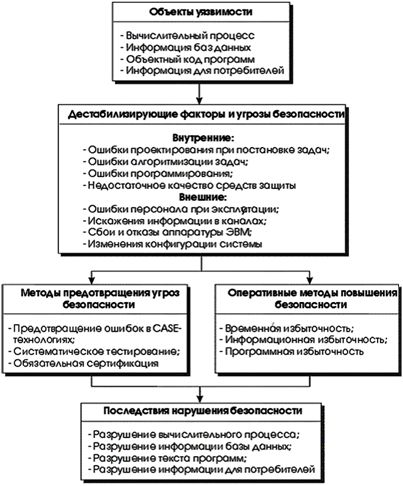 Объекты уязвимости
- Вычислительный процесс
- Информация баз данных
- Объектный код программ
- Информация для потребителей
Дестабилизирующие факторы и угрозы безопасности
Внутренние:
- Ошибки проектирования при постановке задач;
- Ошибки алгоритмизации задач;
- Ошибки программирования;
- Недостаточное качество средств защиты
Внешние:
- Ошибки персонала при эксплуатации;
- Искажения информации в каналах;
- Сбои и отказы аппаратуры ЭВМ;
- Изменения конфигурации системы
Методы предотвращения угроз
безопасности
- Предотвращение ошибок в CASE-
технологиях;
- Систематическое тестирование;
- Обязательная сертификация
Оперативные методы повышения
безопасности
- Временная избыточность;
- Информационная избыточность;
- Программная избыточность
Последствия нарушения безопасности
- Разрушение вычислительного процесса;
- Разрушение информации базы данных;
- Разрушение текста программ;
- Разрушение информации для потребителей